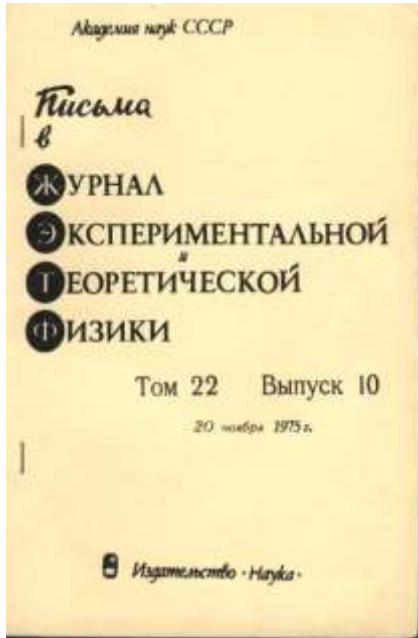 Академия наук СССР
Письма
в
ЖУРНАЛ
ЭКСПЕРИМЕНТАЛЬНОЙ
и
ТЕОРЕТИЧЕСКОЙ
ФИЗИКИ
Том 22 Выпуск 10
20 ноября 1975 г.
Издательство •Наука•